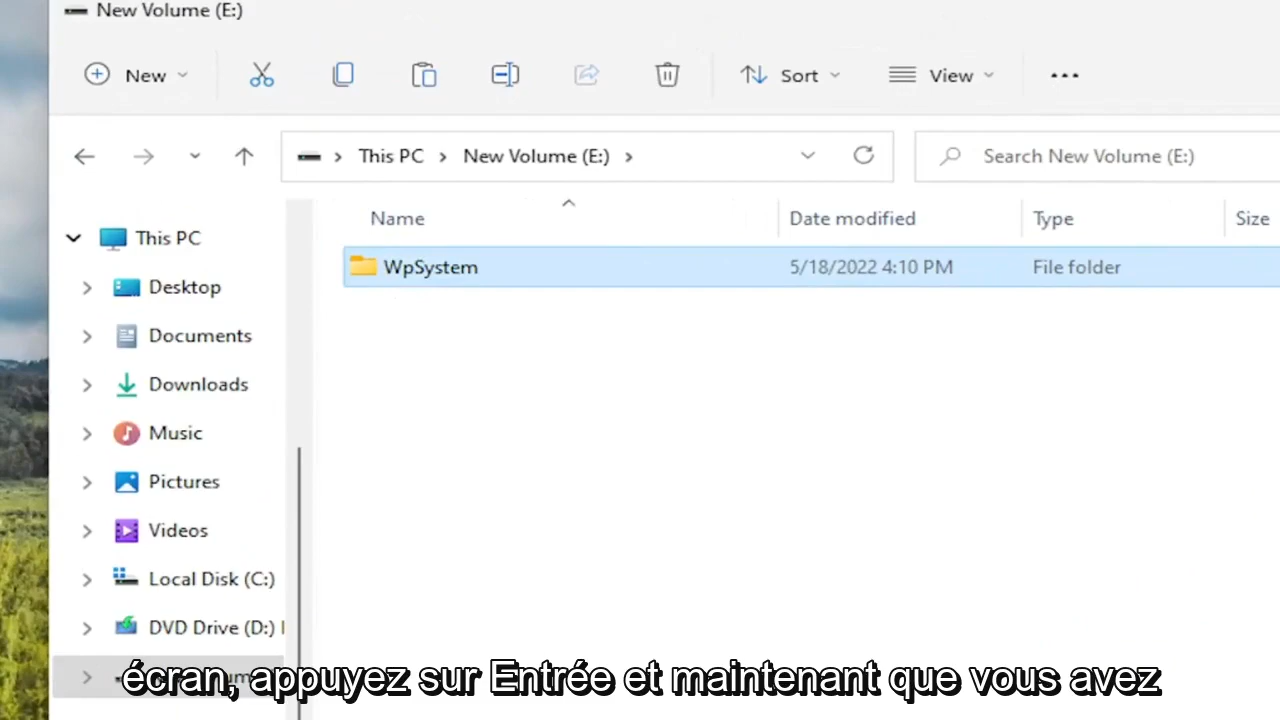 New Volume (E:)
New Sort View
This PC New Volume (E:) Search New Volume (E:)
Name Date modified Type Size
WpSystem 5/18/2022 4:10 PM File folder
This PC
Desktop
Documents
Downloads
Music
Pictures
Videos
Local Disk (C:)
DVD Drive (D:)
écran, appuyez sur Entrée et maintenant que vous avez